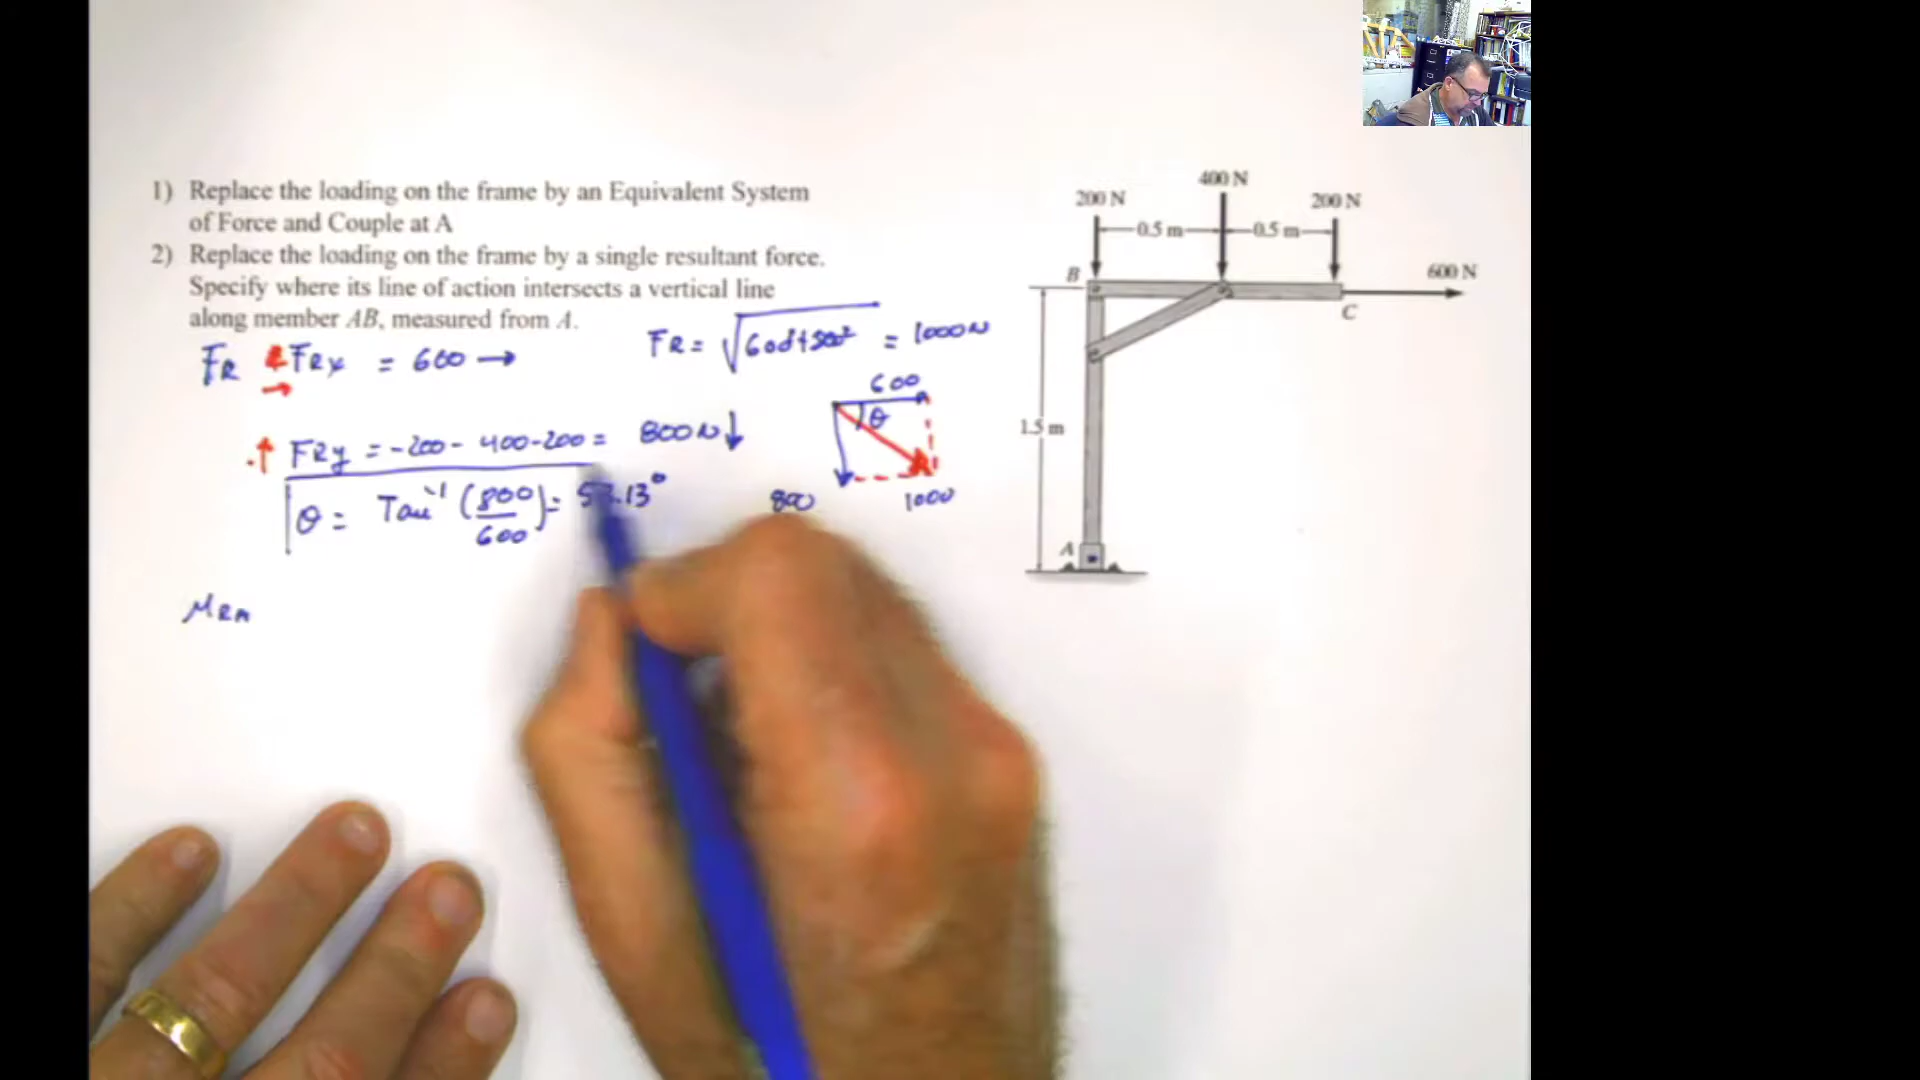 1) Replace the loading on the frame by an Equivalent System
of Force and Couple at A
2) Replace the loading on the frame by a single resultant force.
Specify where its line of action intersects a vertical line
along member AB, measured from A.
FR FRx = 600 →
FR = √600²+800² = 1000N
↑ FRy = -200 - 400 - 200 = 800N ↓
θ = Tan⁻¹ (800/600) = 53.13°
MRA
600
θ
800
1000
200 N
400 N
200 N
0.5 m
0.5 m
B
600 N
C
1.5 m
A